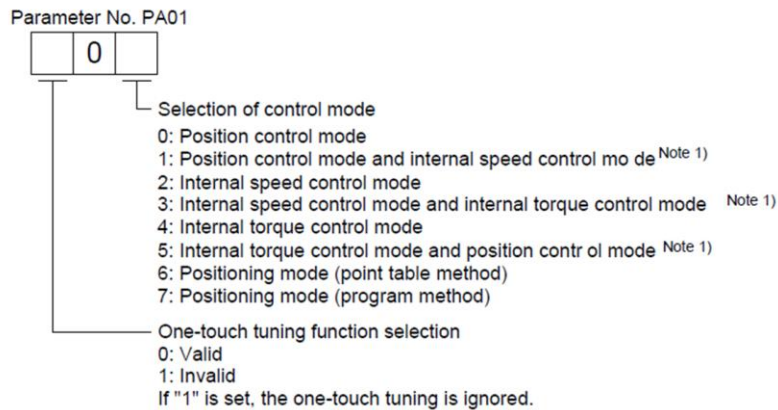 Parameter No. PA01
0
Selection of control mode
0: Position control mode
1: Position control mode and internal speed control mo de Note 1)
2: Internal speed control mode
3: Internal speed control mode and internal torque control mode Note 1)
4: Internal torque control mode
5: Internal torque control mode and position contr ol mode Note 1)
6: Positioning mode (point table method)
7: Positioning mode (program method)
One-touch tuning function selection
0: Valid
1: Invalid
If "1" is set, the one-touch tuning is ignored.